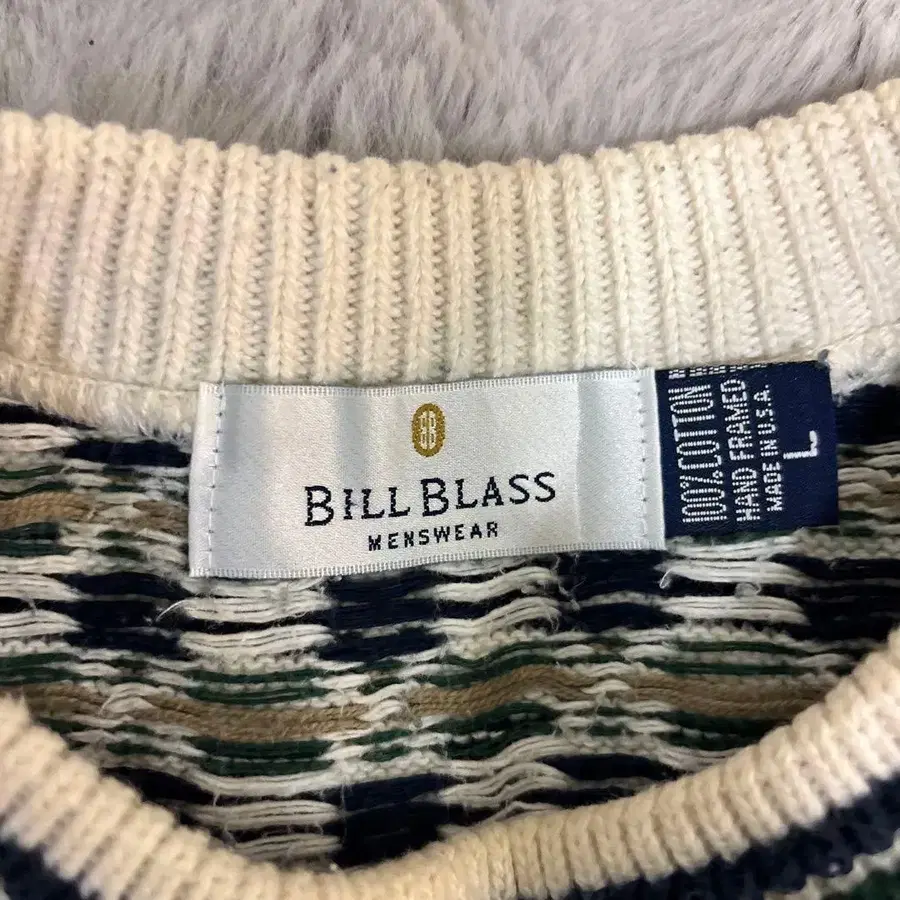 BB
BILL BLASS
MENSWEAR
100% COTTON
HAND FRAMED
MADE IN U.S.A.
L